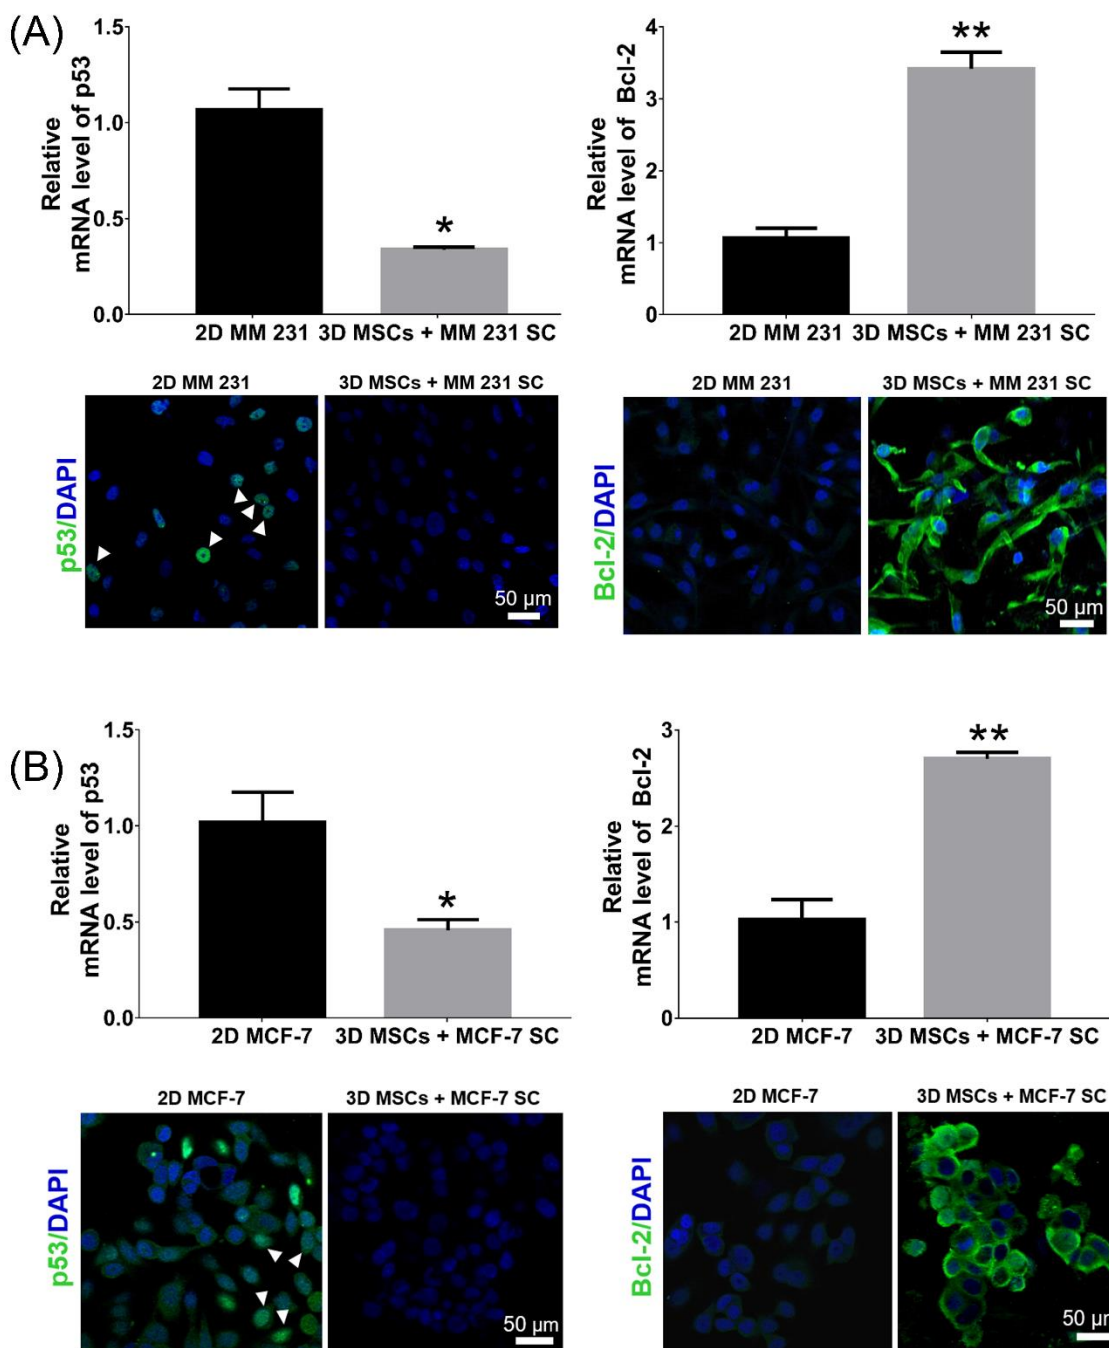 (A)
Relative
mRNA level of p53
1.5
1.0
0.5
0.0
*
2D MM 231 3D MSCs + MM 231 SC
Relative
mRNA level of Bcl-2
4
3
2
1
0
**
2D MM 231 3D MSCs + MM 231 SC
2D MM 231 3D MSCs + MM 231 SC
p53/DAPI
50 µm
2D MM 231 3D MSCs + MM 231 SC
Bcl-2/DAPI
50 µm
(B)
Relative
mRNA level of p53
1.5
1.0
0.5
0.0
*
2D MCF-7 3D MSCs + MCF-7 SC
Relative
mRNA level of Bcl-2
3
2
1
0
**
2D MCF-7 3D MSCs + MCF-7 SC
2D MCF-7 3D MSCs + MCF-7 SC
p53/DAPI
50 µm
2D MCF-7 3D MSCs + MCF-7 SC
Bcl-2/DAPI
50 µm